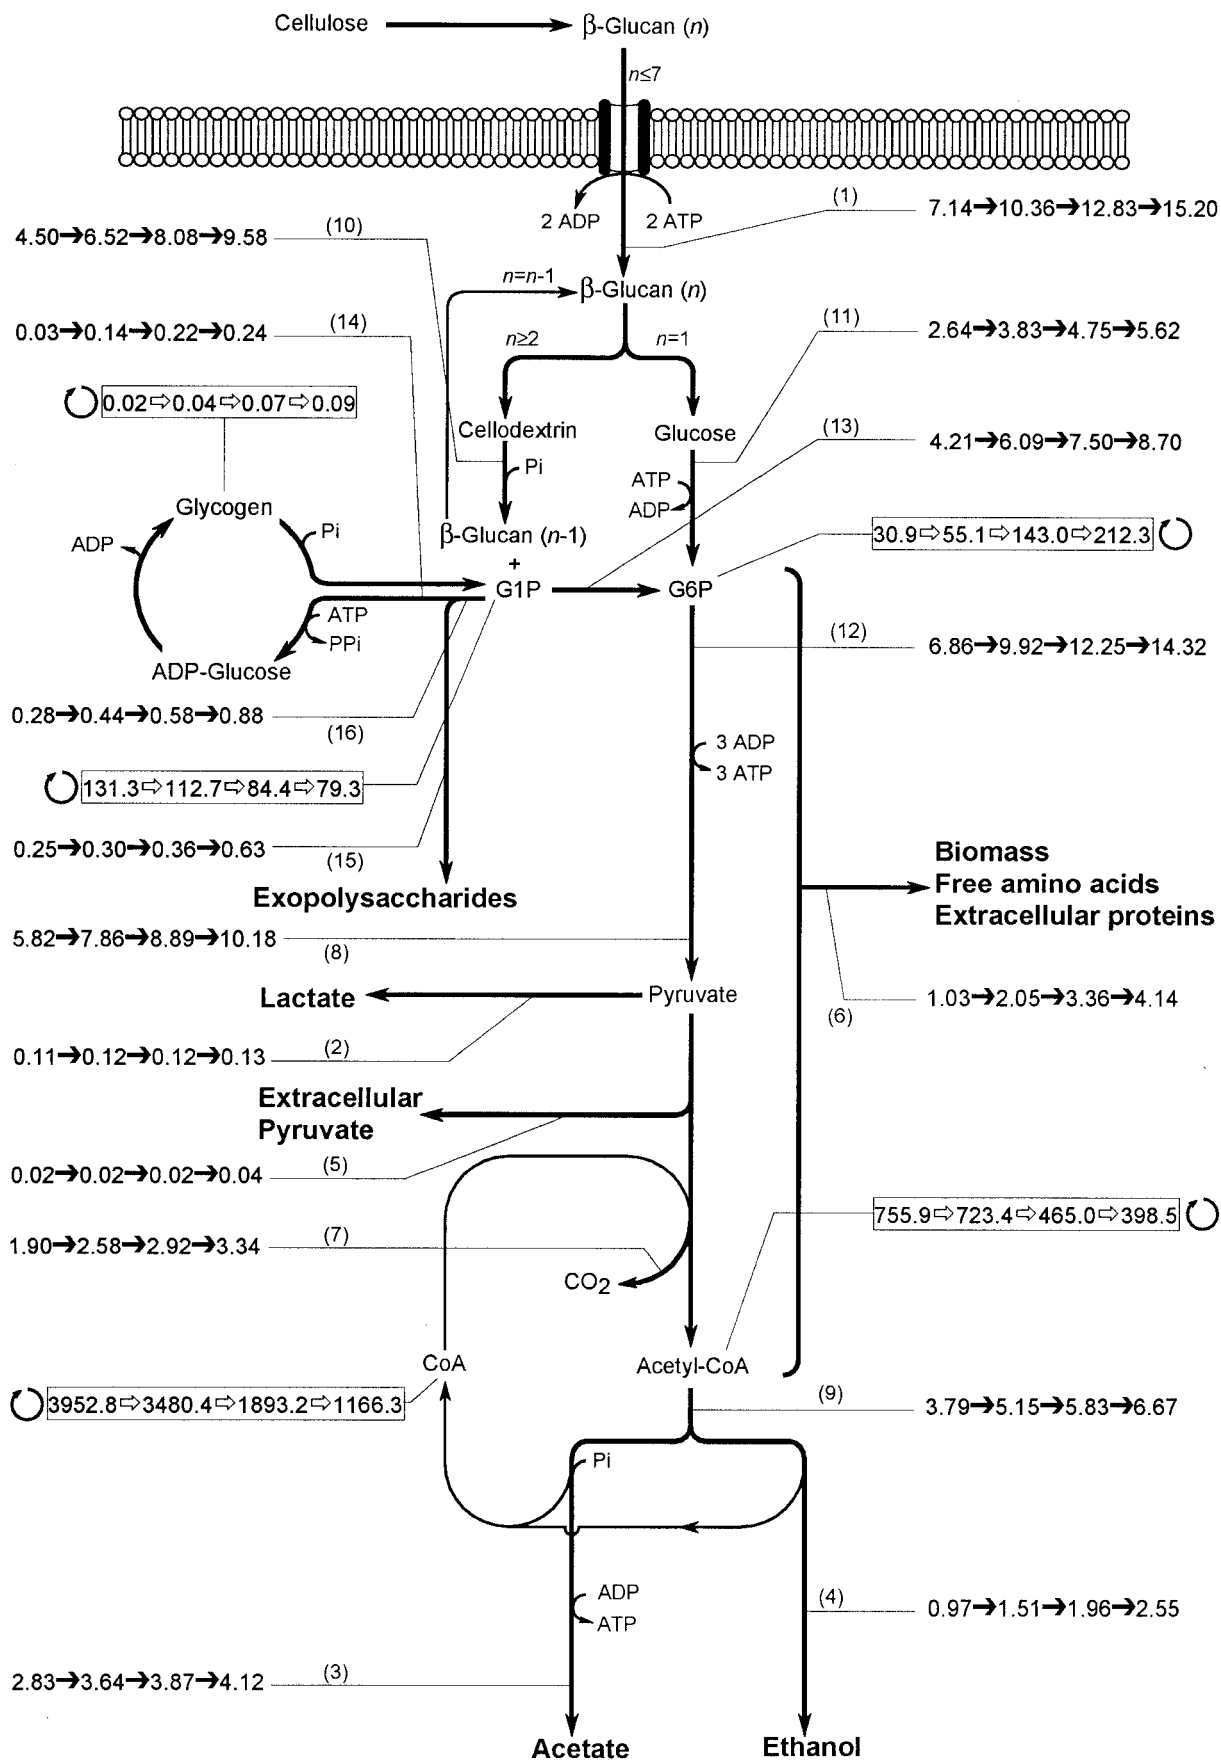 Cellulose β-Glucan (n)
n≤7
2 ADP 2 ATP
(1) 7.14➔10.36➔12.83➔15.20
4.50➔6.52➔8.08➔9.58 (10)
n=n-1 β-Glucan (n)
0.03➔0.14➔0.22➔0.24 (14)
n≥2 n=1
(11) 2.64➔3.83➔4.75➔5.62
0.02⇨0.04⇨0.07⇨0.09
Cellodextrin Glucose
(13) 4.21➔6.09➔7.50➔8.70
Pi
ATP
ADP
Glycogen
Pi
ADP
β-Glucan (n-1)
+
30.9⇨55.1⇨143.0⇨212.3
G1P G6P
ATP
PPi
ADP-Glucose
(12) 6.86➔9.92➔12.25➔14.32
0.28➔0.44➔0.58➔0.88 (16)
3 ADP
3 ATP
131.3⇨112.7⇨84.4⇨79.3
0.25➔0.30➔0.36➔0.63 (15)
Exopolysaccharides
Biomass
Free amino acids
Extracellular proteins
5.82➔7.86➔8.89➔10.18 (8)
Lactate Pyruvate
(6) 1.03➔2.05➔3.36➔4.14
0.11➔0.12➔0.12➔0.13 (2)
Extracellular
Pyruvate
0.02➔0.02➔0.02➔0.04 (5)
755.9⇨723.4⇨465.0⇨398.5
1.90➔2.58➔2.92➔3.34 (7)
CO2
CoA Acetyl-CoA
3952.8⇨3480.4⇨1893.2⇨1166.3
(9) 3.79➔5.15➔5.83➔6.67
Pi
ADP
ATP
(4) 0.97➔1.51➔1.96➔2.55
2.83➔3.64➔3.87➔4.12 (3)
Acetate Ethanol